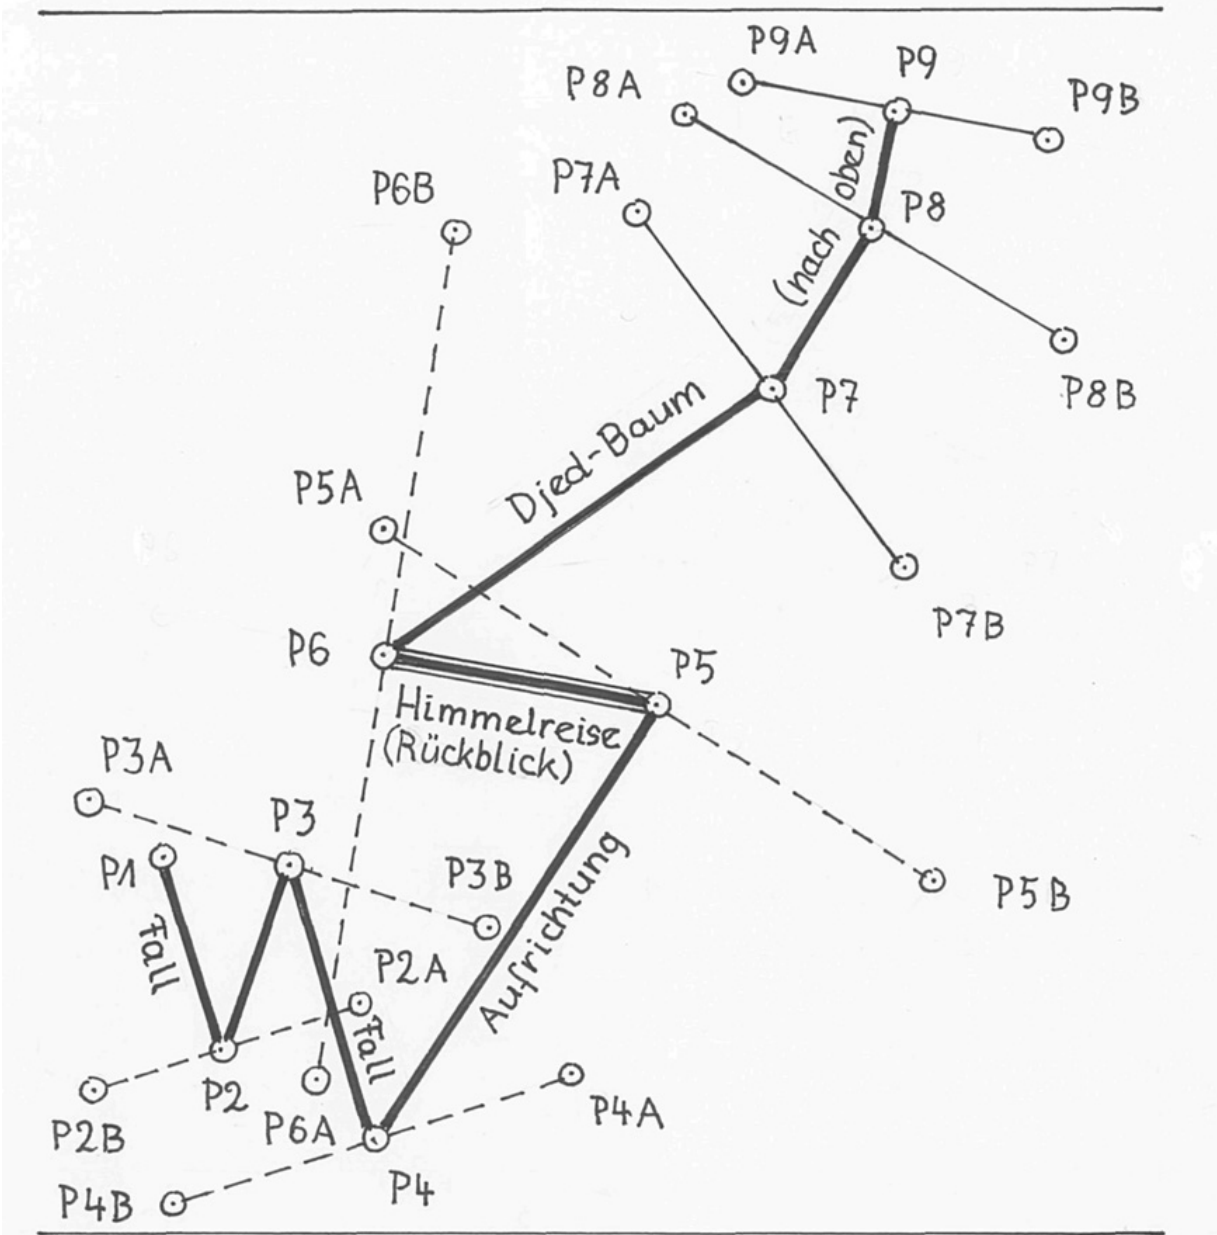 P9A
P9
P8A
P9B
oben)
P7A
P6B
P8
(nach
P8B
P7
Djed-Baum
P5A
P7B
P6
P5
Himmelreise
(Rückblick)
P3A
P3
P1
P3B
P5B
Aufrichtung
Fall
P2A
Fall
P2
P6A
P4A
P2B
P4
P4B